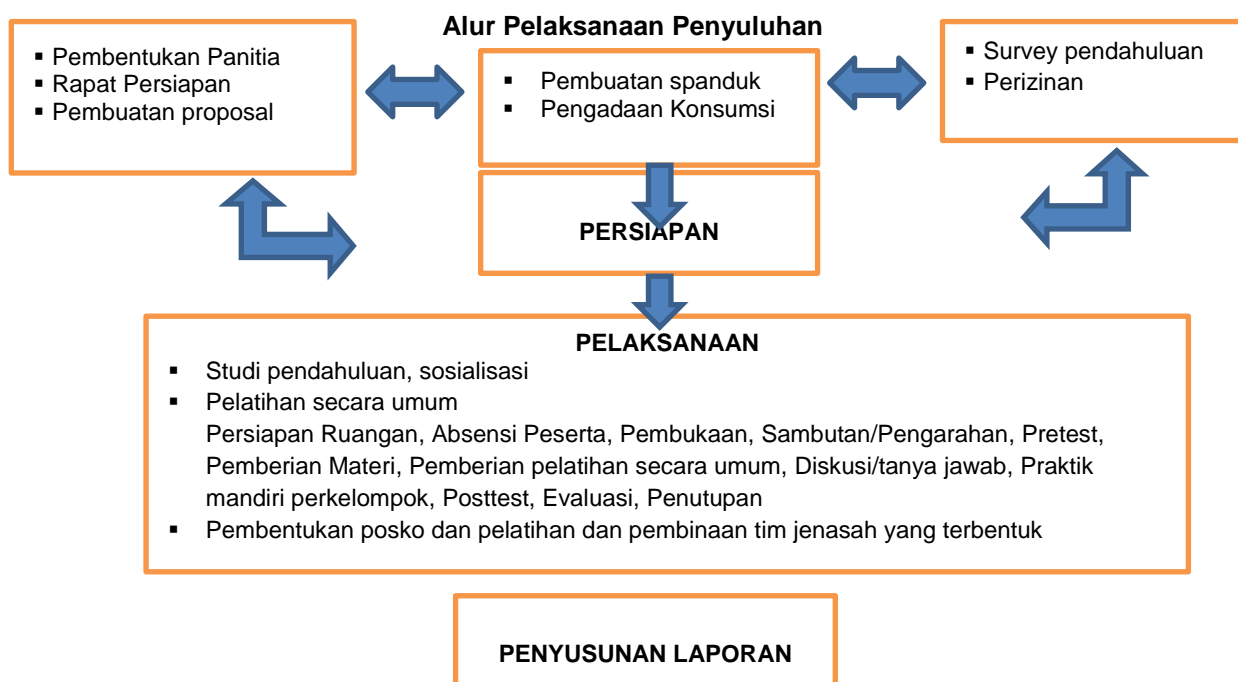 Alur Pelaksanaan Penyuluhan
▪ Pembentukan Panitia
▪ Rapat Persiapan
▪ Pembuatan proposal
▪ Pembuatan spanduk
▪ Pengadaan Konsumsi
▪ Survey pendahuluan
▪ Perizinan
PERSIAPAN
PELAKSANAAN
▪ Studi pendahuluan, sosialisasi
▪ Pelatihan secara umum
Persiapan Ruangan, Absensi Peserta, Pembukaan, Sambutan/Pengarahan, Pretest,
Pemberian Materi, Pemberian pelatihan secara umum, Diskusi/tanya jawab, Praktik
mandiri perkelompok, Posttest, Evaluasi, Penutupan
▪ Pembentukan posko dan pelatihan dan pembinaan tim jenasah yang terbentuk
PENYUSUNAN LAPORAN